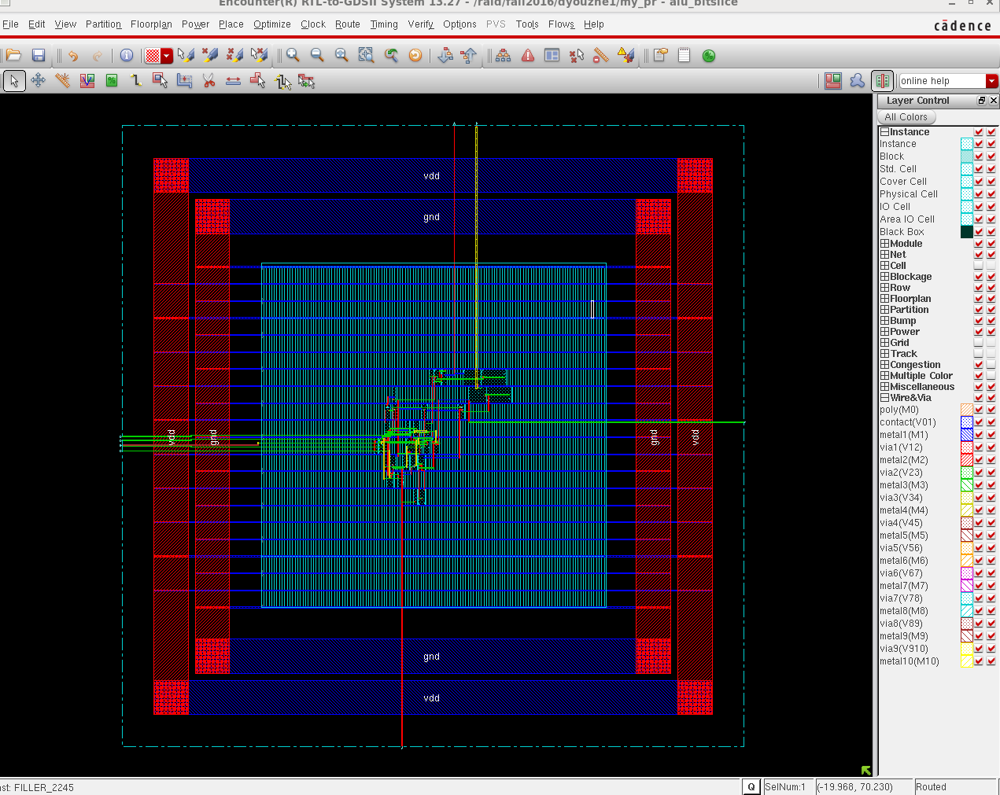 Encounter(R) RTL-to-GDSII System 13.27 - /raid/fall2016/dyouzhe1/my_pr - alu_bitslice
File Edit View Partition Floorplan Power Place Optimize Clock Route Timing Verify Options PVS Tools Flows Help
cādence
online help
Layer Control
All Colors
Instance
Instance
Block
Std. Cell
Cover Cell
Physical Cell
IO Cell
Area IO Cell
Black Box
Module
Net
Cell
Blockage
Row
Floorplan
Partition
Bump
Power
Grid
Track
Congestion
Multiple Color
Miscellaneous
Wire&Via
poly(M0)
contact(V01)
metal1(M1)
via1(V12)
metal2(M2)
via2(V23)
metal3(M3)
via3(V34)
metal4(M4)
via4(V45)
metal5(M5)
via5(V56)
metal6(M6)
via6(V67)
metal7(M7)
via7(V78)
metal8(M8)
via8(V89)
metal9(M9)
via9(V910)
metal10(M10)
vdd
gnd
vdd
gnd
gnd
vdd
gnd
vdd
st: FILLER_2245
Q
SelNum:1
(-19.968, 70.230)
Routed